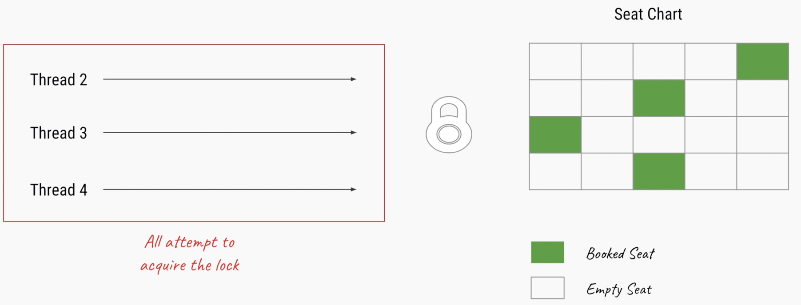 Seat Chart
Thread 2
Thread 3
Thread 4
All attempt to
acquire the lock
Booked Seat
Empty Seat